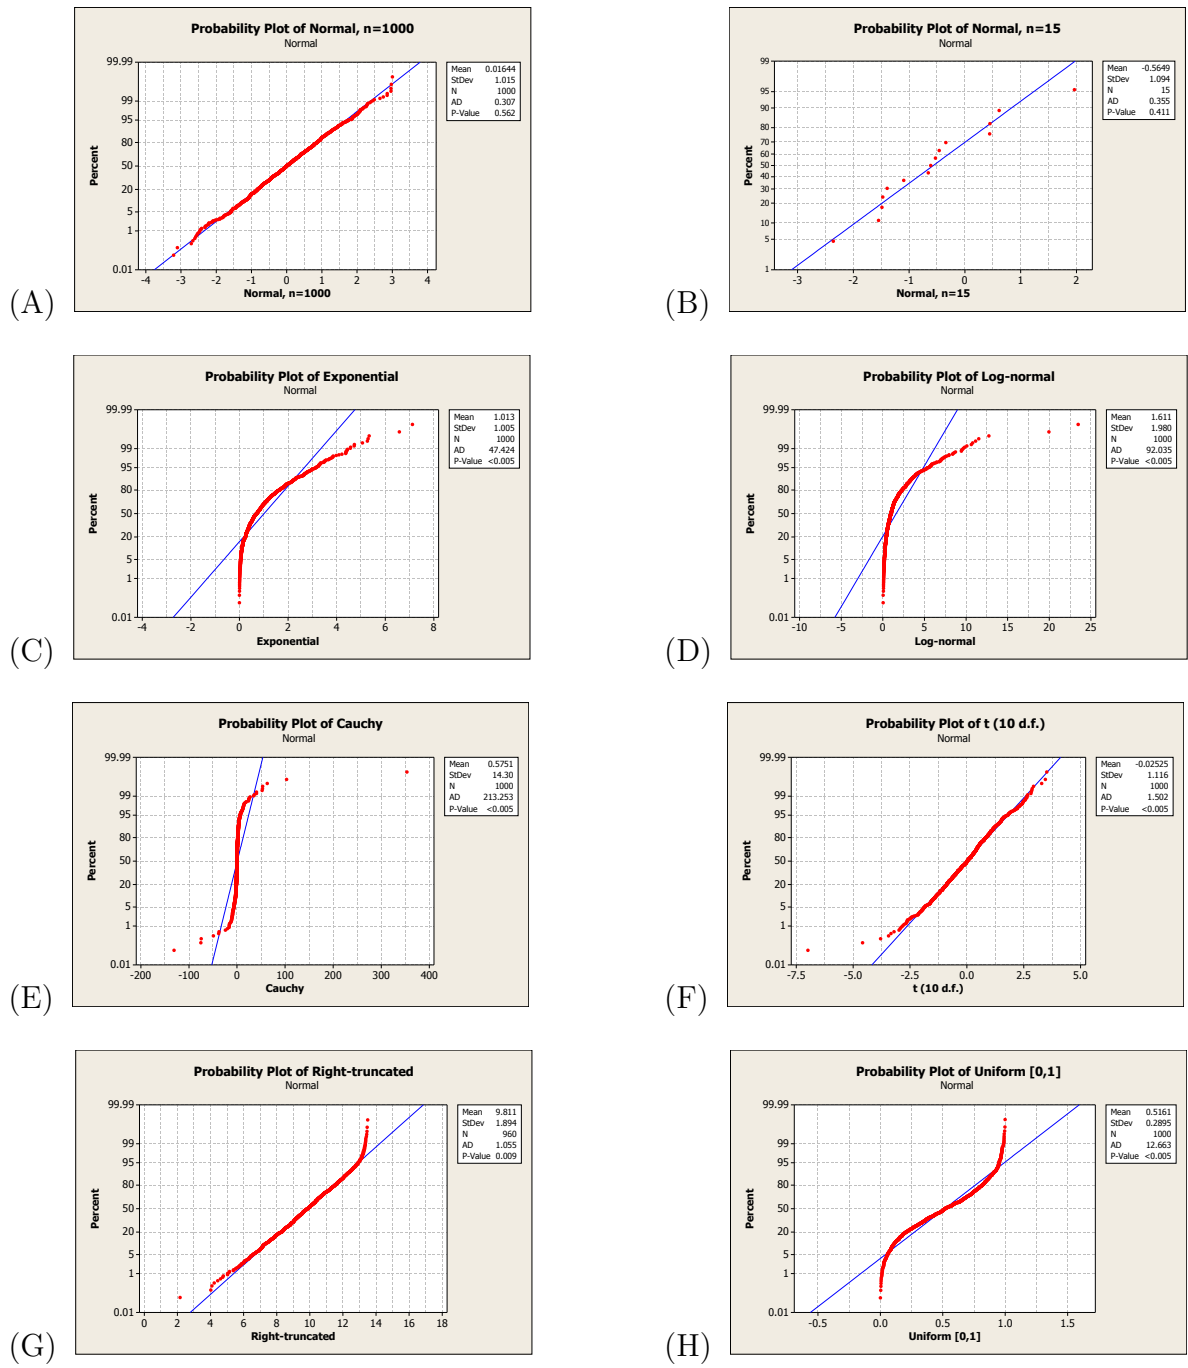 Probability Plot of Normal, n=1000
Normal
99.99
99
95
80
50
20
5
1
0.01
Percent
-4 -3 -2 -1 0 1 2 3 4
Normal, n=1000
Mean 0.01644
StDev 1.015
N 1000
AD 0.307
P-Value 0.562
(A)
Probability Plot of Normal, n=15
Normal
99
95
90
80
70
60
50
40
30
20
10
5
1
Percent
-3 -2 -1 0 1 2
Normal, n=15
Mean -0.5649
StDev 1.094
N 15
AD 0.355
P-Value 0.411
(B)
Probability Plot of Exponential
Normal
99.99
99
95
80
50
20
5
1
0.01
Percent
-4 -2 0 2 4 6 8
Exponential
Mean 1.013
StDev 1.005
N 1000
AD 47.424
P-Value <0.005
(C)
Probability Plot of Log-normal
Normal
99.99
99
95
80
50
20
5
1
0.01
Percent
-10 -5 0 5 10 15 20 25
Log-normal
Mean 1.611
StDev 1.980
N 1000
AD 92.035
P-Value <0.005
(D)
Probability Plot of Cauchy
Normal
99.99
99
95
80
50
20
5
1
0.01
Percent
-200 -100 0 100 200 300 400
Cauchy
Mean 0.5751
StDev 14.30
N 1000
AD 213.253
P-Value <0.005
(E)
Probability Plot of t (10 d.f.)
Normal
99.99
99
95
80
50
20
5
1
0.01
Percent
-7.5 -5.0 -2.5 0.0 2.5 5.0
t (10 d.f.)
Mean -0.02525
StDev 1.116
N 1000
AD 1.502
P-Value <0.005
(F)
Probability Plot of Right-truncated
Normal
99.99
99
95
80
50
20
5
1
0.01
Percent
0 2 4 6 8 10 12 14 16 18
Right-truncated
Mean 9.811
StDev 1.894
N 960
AD 1.055
P-Value 0.009
(G)
Probability Plot of Uniform [0,1]
Normal
99.99
99
95
80
50
20
5
1
0.01
Percent
-0.5 0.0 0.5 1.0 1.5
Uniform [0,1]
Mean 0.5161
StDev 0.2895
N 1000
AD 12.663
P-Value <0.005
(H)